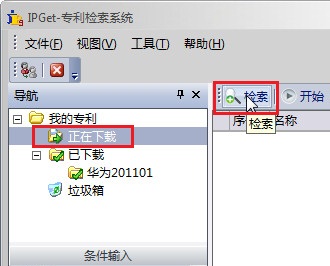 IPGet-专利检索系统
文件(F) 视图(V) 工具(T) 帮助(H)
导航
检索 开始
我的专利
序 名称
正在下载
检索
已下载
华为201101
垃圾箱
条件输入